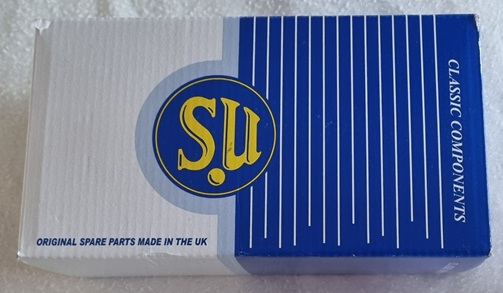 S.U
CLASSIC COMPONENTS
ORIGINAL SPARE PARTS MADE IN THE UK